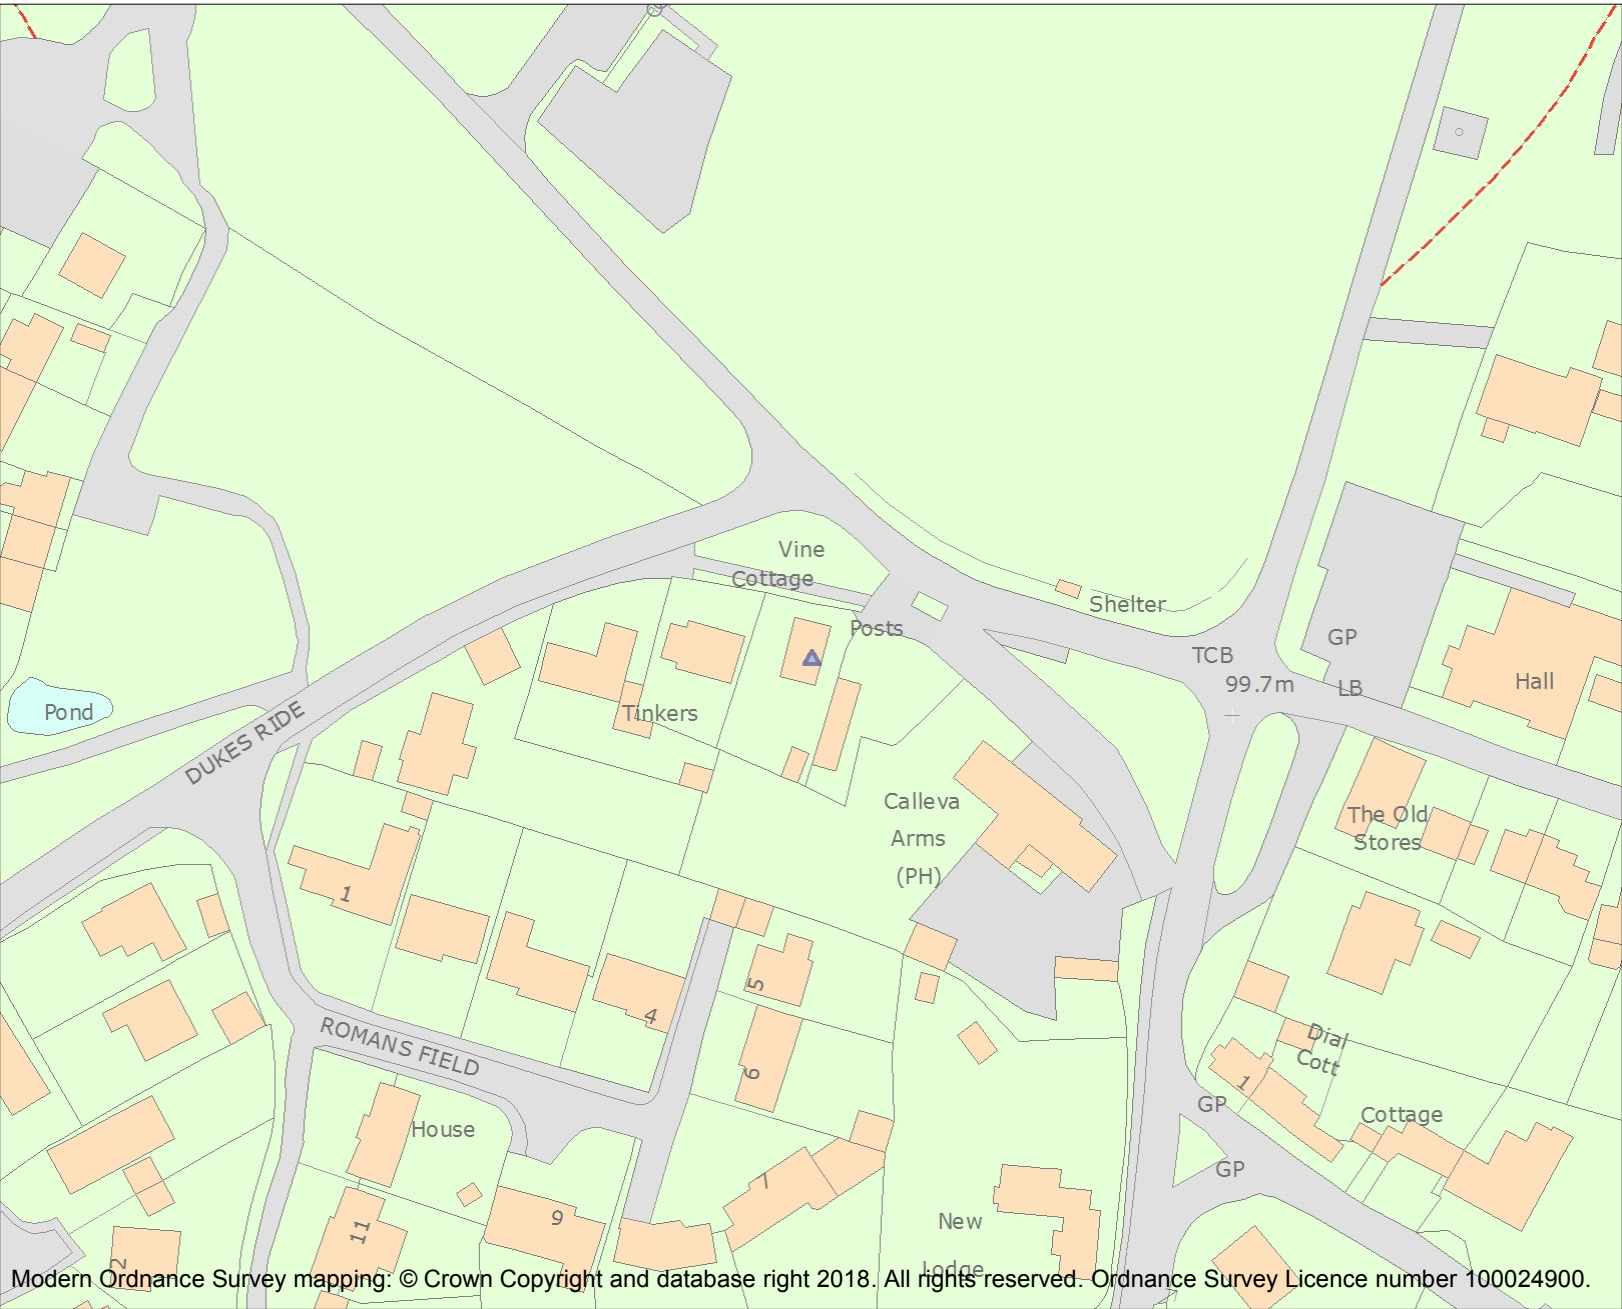 Vine
Cottage
Shelter
Posts
GP
TCB
99.7m
LB
Hall
Pond
DUKES RIDE
Tinkers
Calleva
Arms
(PH)
The Old
Stores
1
5
4
6
ROMANS FIELD
Dial
Cott
1
GP
Cottage
House
GP
7
9
11
New
Lodge
2
Modern Ordnance Survey mapping: © Crown Copyright and database right 2018. All rights reserved. Ordnance Survey Licence number 100024900.